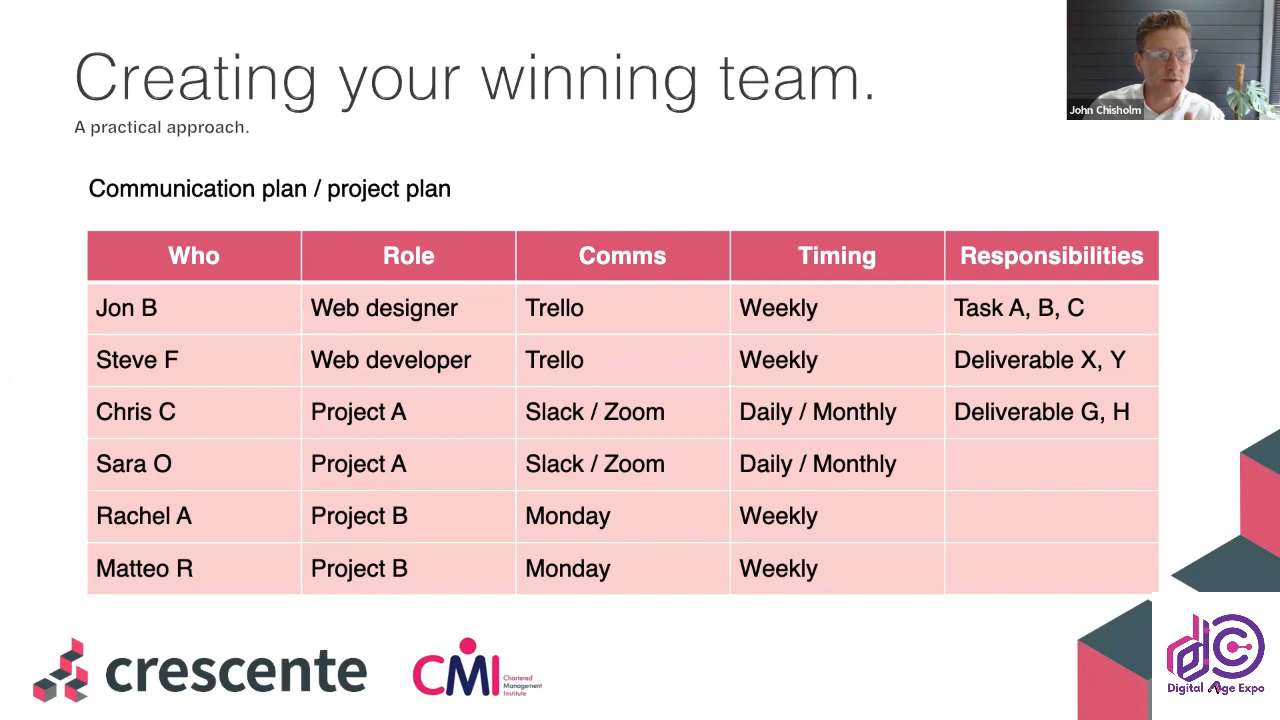 Creating your winning team.
A practical approach.
John Chisholm
Communication plan / project plan
Who Role Comms Timing Responsibilities
Jon B Web designer Trello Weekly Task A, B, C
Steve F Web developer Trello Weekly Deliverable X, Y
Chris C Project A Slack / Zoom Daily / Monthly Deliverable G, H
Sara O Project A Slack / Zoom Daily / Monthly
Rachel A Project B Monday Weekly
Matteo R Project B Monday Weekly
crescente
CMI
Chartered
Management
Institute
dc
Digital Age Expo